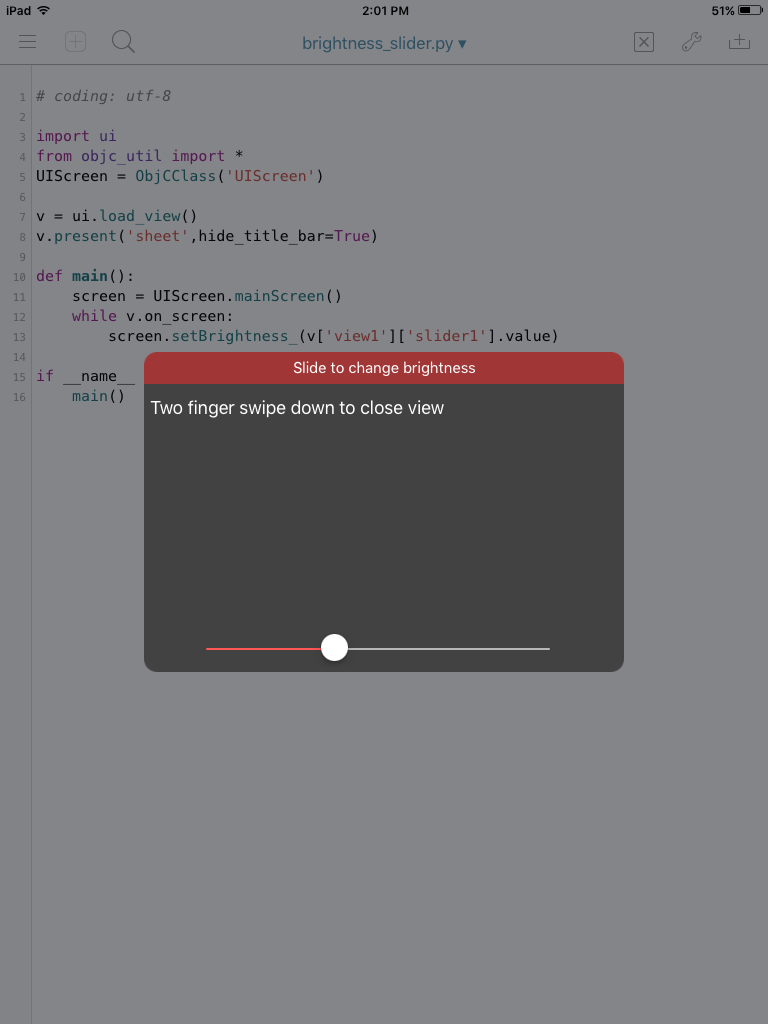 iPad 2:01 PM 51%
brightness_slider.py ▾
1 # coding: utf-8
2
3 import ui
4 from objc_util import *
5 UIScreen = ObjCClass('UIScreen')
6
7 v = ui.load_view()
8 v.present('sheet',hide_title_bar=True)
9
10 def main():
11     screen = UIScreen.mainScreen()
12     while v.on_screen:
13         screen.setBrightness_(v['view1']['slider1'].value)
14
15 if __name__
16     main()
Slide to change brightness
Two finger swipe down to close view